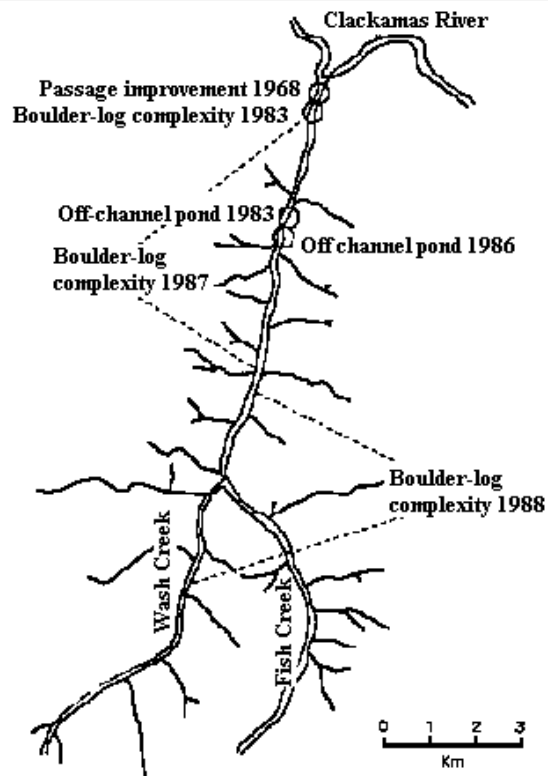 Clackamas River
Passage improvement 1968
Boulder-log complexity 1983
Off-channel pond 1983
Off channel pond 1986
Boulder-log
complexity 1987
Boulder-log
complexity 1988
Wash Creek
Fish Creek
0 1 2 3
Km